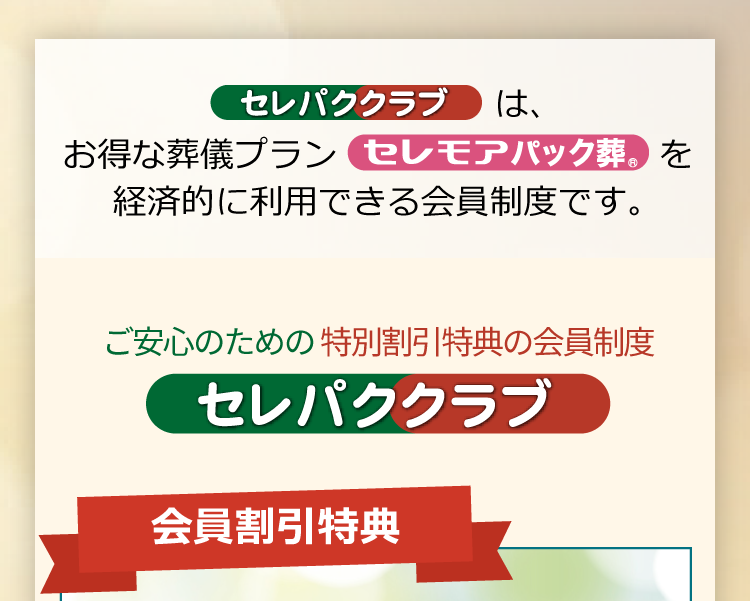 セレパククラブ は、
お得な葬儀プラン セレモアパック葬® を
経済的に利用できる会員制度です。
ご安心のための 特別割引特典の会員制度
セレパククラブ
会員割引特典